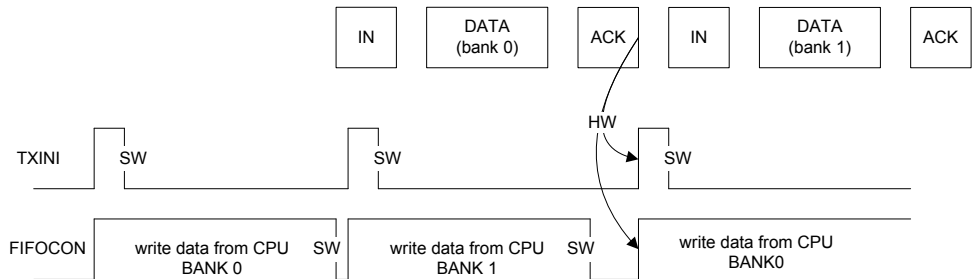 IN DATA ACK IN DATA ACK
(bank 0) (bank 1)
HW
TXINI SW SW SW
FIFOCON write data from CPU SW write data from CPU SW write data from CPU
BANK 0 BANK 1 BANK0